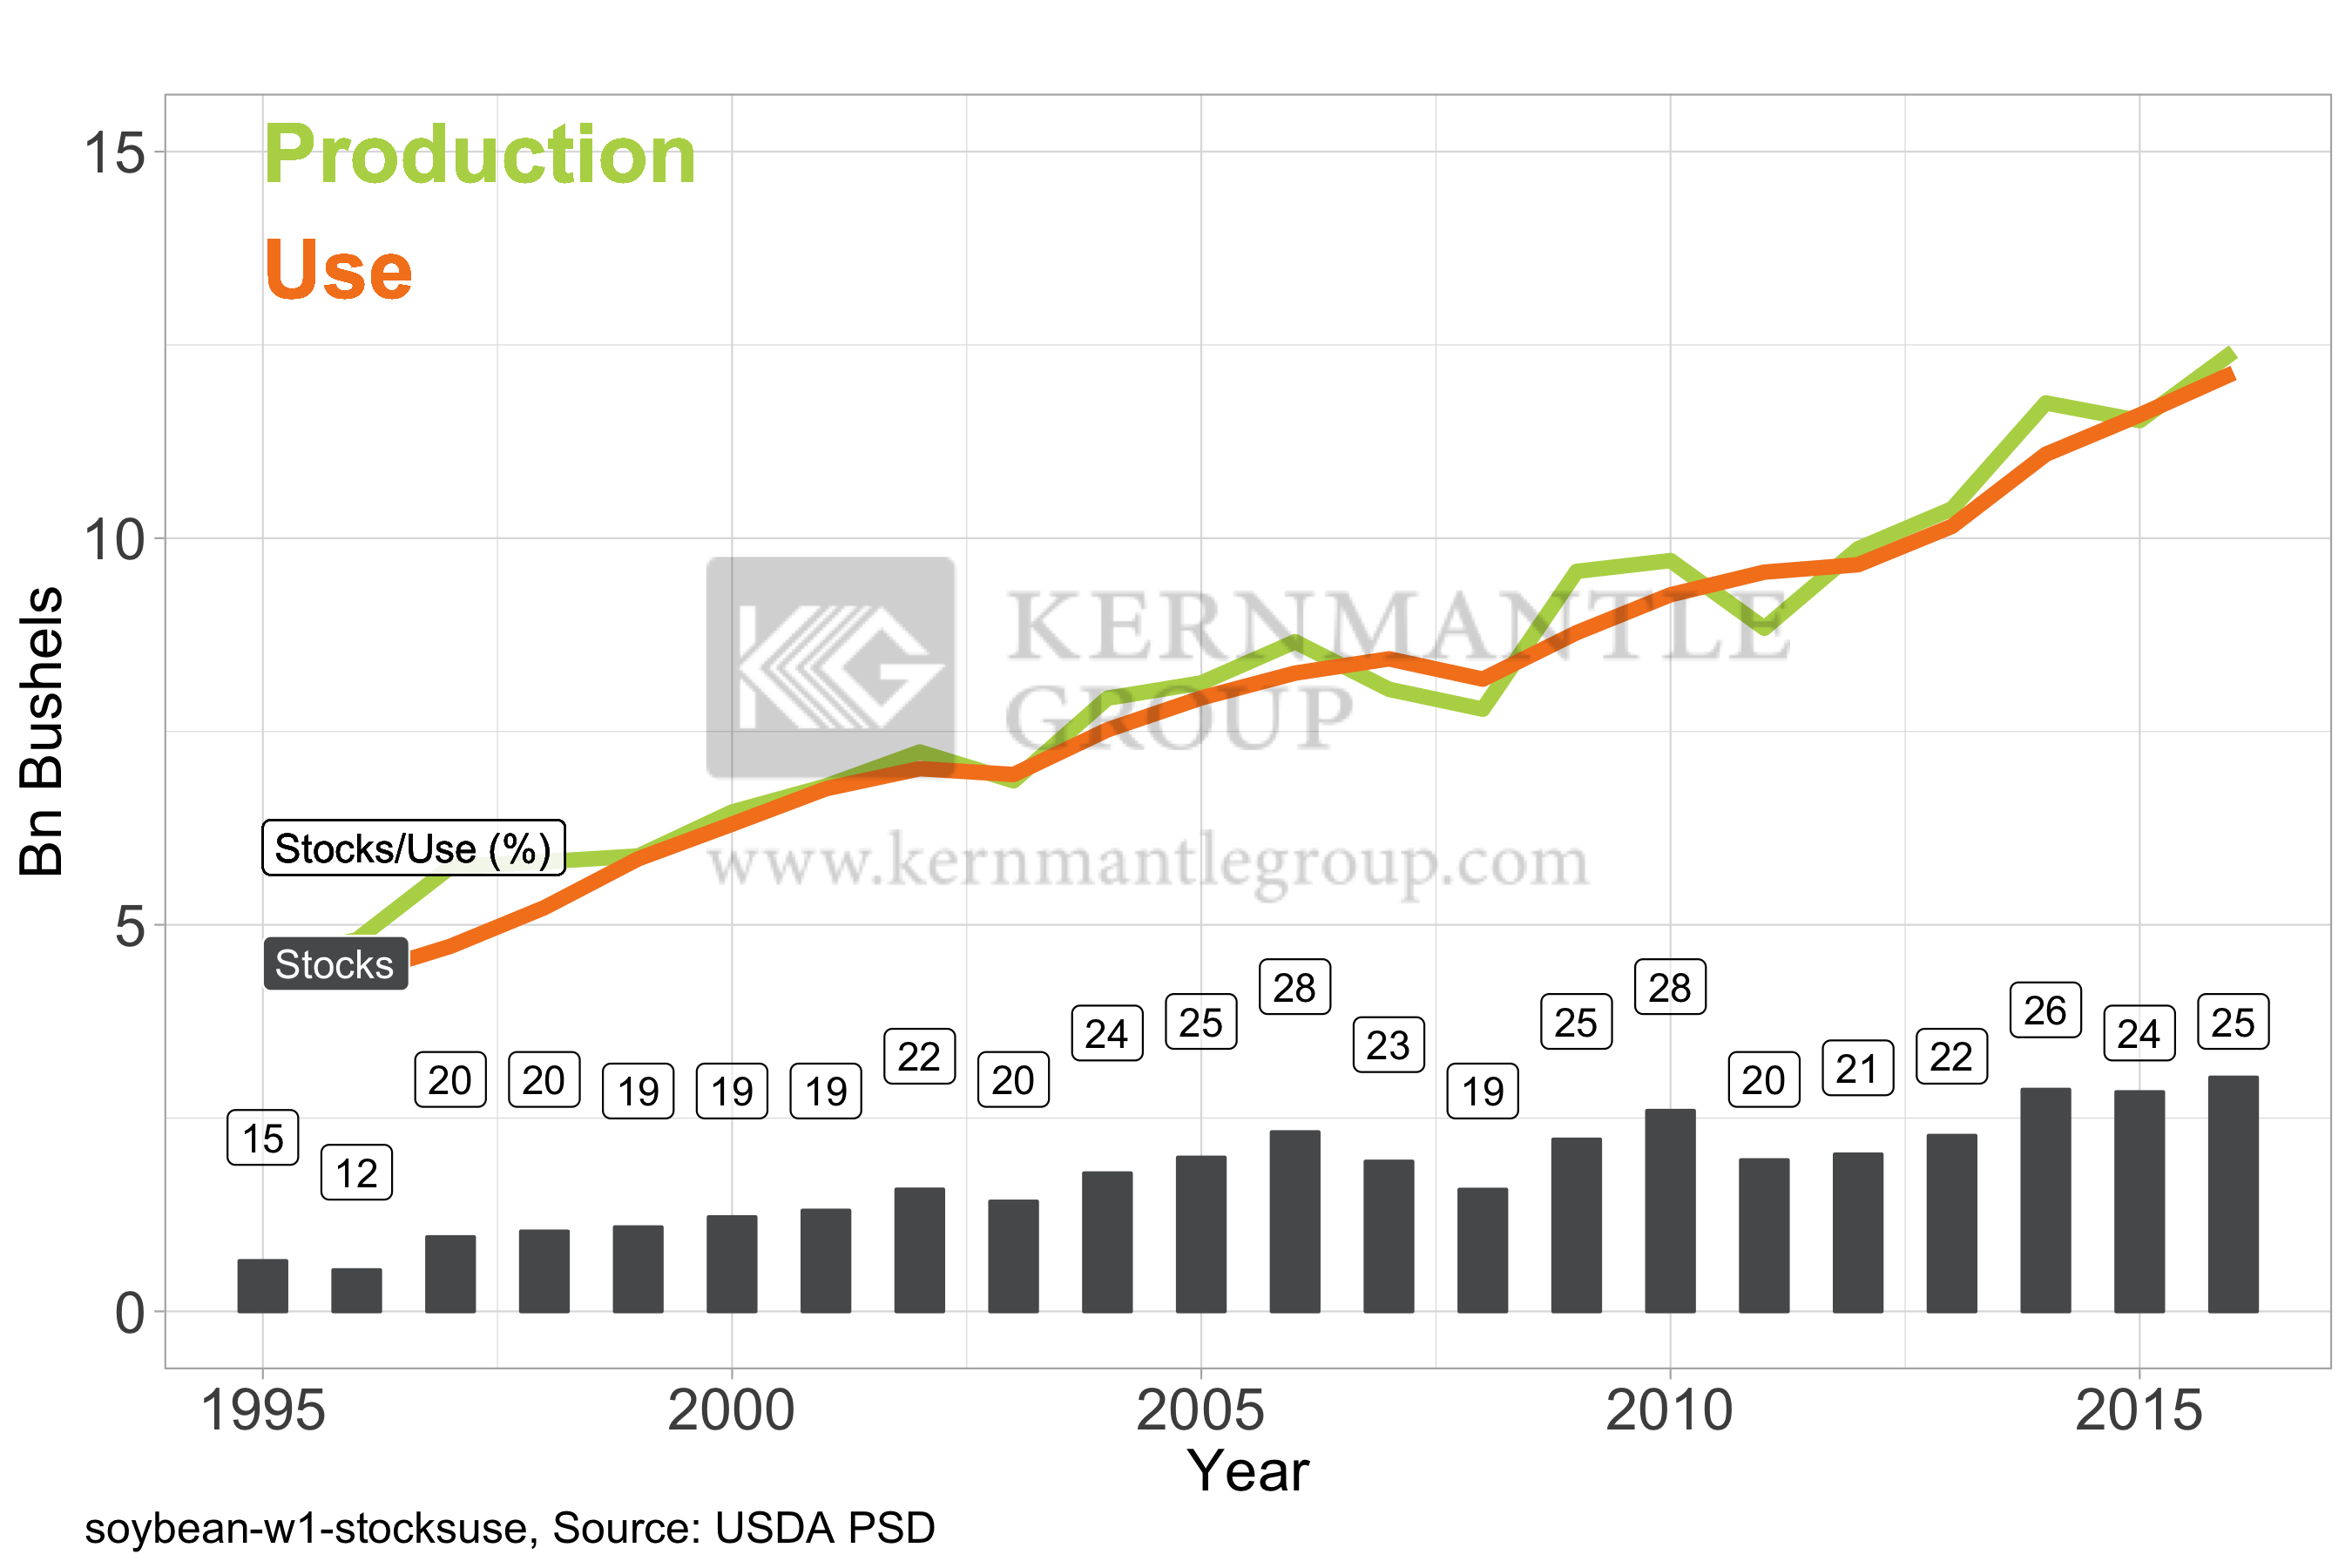 Production
Use
15
10
5
0
Bn Bushels
KG
KERNMANTLE
GROUP
www.kernmantlegroup.com
Stocks/Use (%)
Stocks
15 12 20 20 19 19 19 22 20 24 25 28 23 19 25 28 20 21 22 26 24 25
1995 2000 2005 2010 2015
Year
soybean-w1-stocksuse, Source: USDA PSD